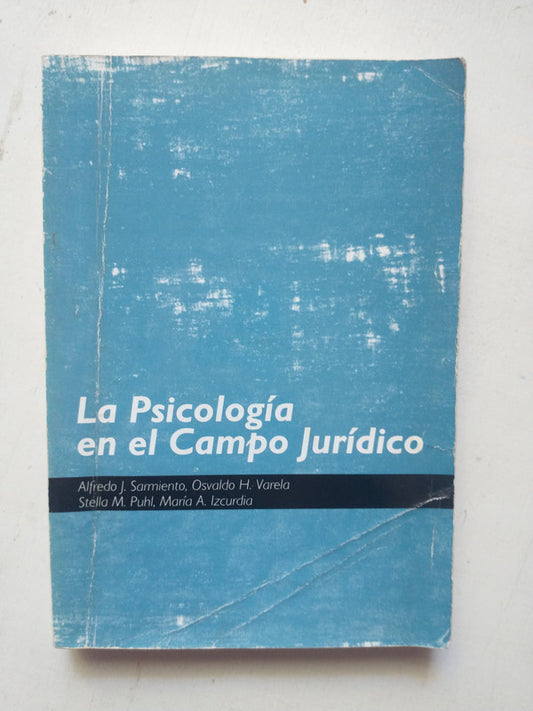 La Psicología
en el Campo Jurídico
Alfredo J. Sarmiento, Osvaldo H. Varela
Stella M. Puhl, María A. Izcurdia